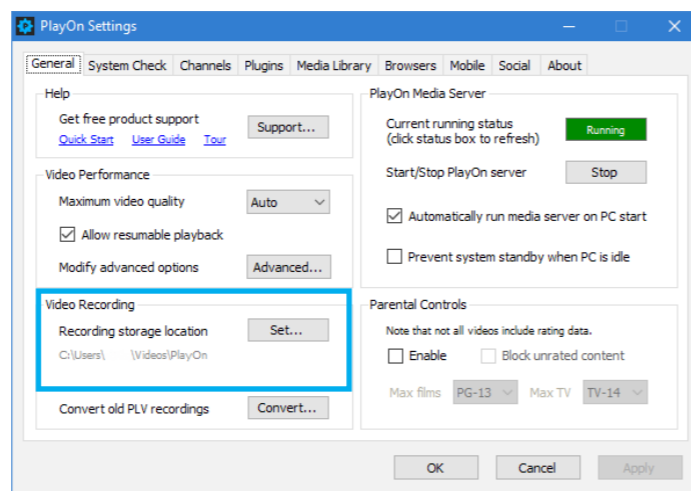 PlayOn Settings
General System Check Channels Plugins Media Library Browsers Mobile Social About
Help
Get free product support
Support...
Quick Start User Guide Tour
Video Performance
Maximum video quality
Auto
Allow resumable playback
Modify advanced options
Advanced...
Video Recording
Recording storage location
Set...
C:\Users\ \Videos\PlayOn
Convert old PLV recordings
Convert...
PlayOn Media Server
Current running status
(click status box to refresh)
Running
Start/Stop PlayOn server
Stop
Automatically run media server on PC start
Prevent system standby when PC is idle
Parental Controls
Note that not all videos include rating data.
Enable
Block unrated content
Max films
PG-13
Max TV
TV-14
OK
Cancel
Apply